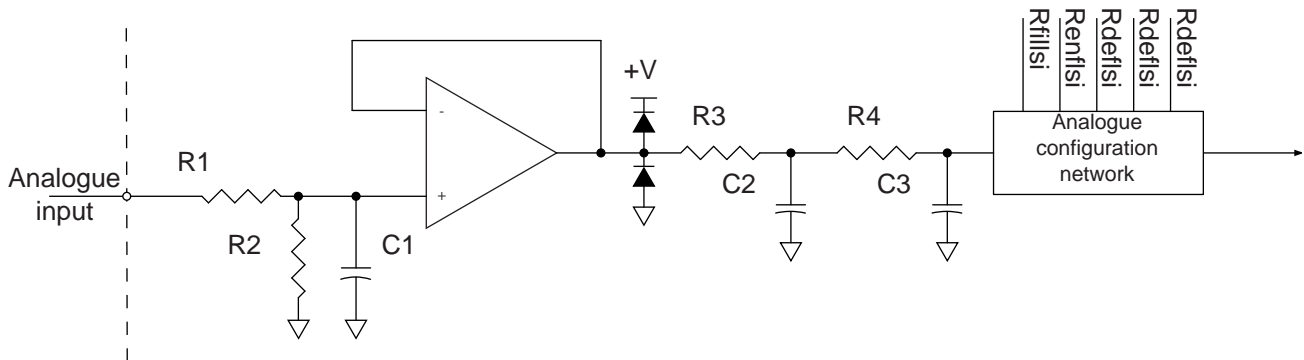 Rfillsi
Renflsi
Rdeflsi
Rdeflsi
Rdeflsi
+V
-
R3
R4
Analogue
configuration
network
R1
C2
C3
Analogue
input
+
R2
C1